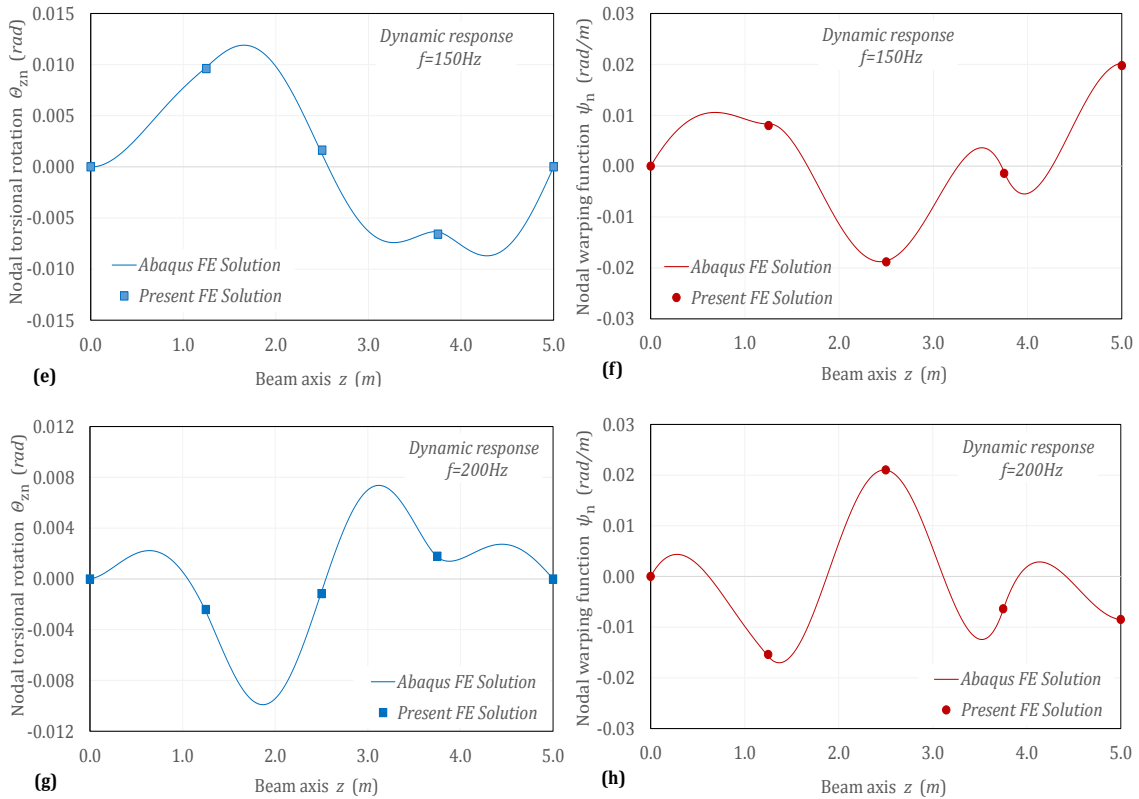 0.015
0.010
0.005
0.000
-0.005
-0.010
-0.015
Nodal torsional rotation Θzn (rad)
Dynamic response
f=150Hz
Abaqus FE Solution
Present FE Solution
0.0 1.0 2.0 3.0 4.0 5.0
Beam axis z (m)
(e)
0.03
0.02
0.01
0.00
-0.01
-0.02
-0.03
Nodal warping function ψn (rad/m)
Dynamic response
f=150Hz
Abaqus FE Solution
Present FE Solution
0.0 1.0 2.0 3.0 4.0 5.0
Beam axis z (m)
(f)
0.012
0.008
0.004
0.000
-0.004
-0.008
-0.012
Nodal torsional rotation Θzn (rad)
Dynamic response
f=200Hz
Abaqus FE Solution
Present FE Solution
0.0 1.0 2.0 3.0 4.0 5.0
Beam axis z (m)
(g)
0.03
0.02
0.01
0.00
-0.01
-0.02
-0.03
Nodal warping function ψn (rad/m)
Dynamic response
f=200Hz
Abaqus FE Solution
Present FE Solution
0.0 1.0 2.0 3.0 4.0 5.0
Beam axis z (m)
(h)